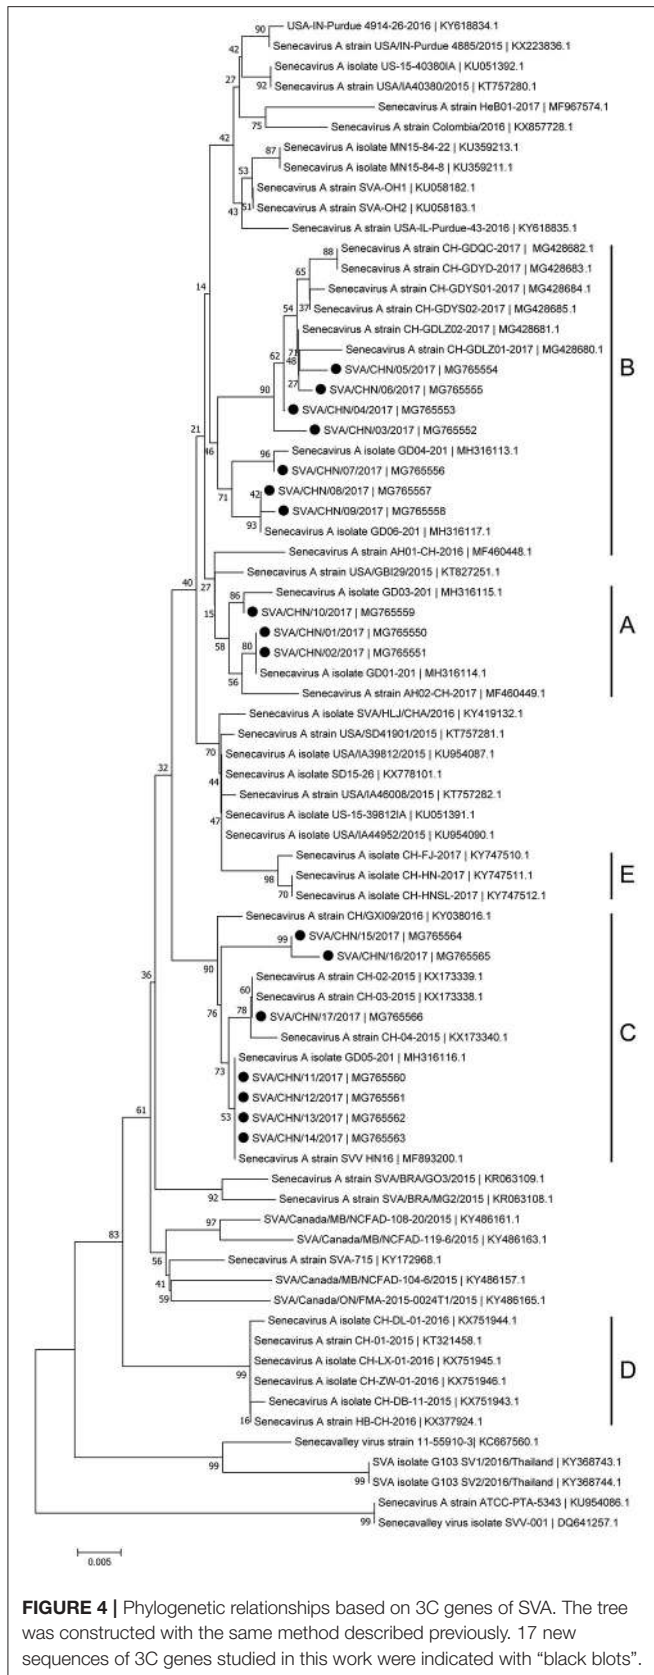 USA-IN-Purdue 4914-26-2016 | KY618834.1
Senecavirus A strain USA/IN-Purdue 4885/2015 | KX223836.1
Senecavirus A isolate US-15-40380IA | KU051392.1
Senecavirus A strain USA/IA40380/2015 | KT757280.1
Senecavirus A strain HeB01-2017 | MF967574.1
Senecavirus A strain Colombia/2016 | KX857728.1
Senecavirus A isolate MN15-84-22 | KU359213.1
Senecavirus A isolate MN15-84-8 | KU359211.1
Senecavirus A strain SVA-OH1 | KU058182.1
Senecavirus A strain SVA-OH2 | KU058183.1
Senecavirus A strain USA-IL-Purdue-43-2016 | KY618835.1
Senecavirus A strain CH-GDQC-2017 | MG428682.1
Senecavirus A strain CH-GDYD-2017 | MG428683.1
Senecavirus A strain CH-GDYS01-2017 | MG428684.1
Senecavirus A strain CH-GDYS02-2017 | MG428685.1
Senecavirus A strain CH-GDLZ02-2017 | MG428681.1
Senecavirus A strain CH-GDLZ01-2017 | MG428680.1
SVA/CHN/05/2017 | MG765554
SVA/CHN/06/2017 | MG765555
SVA/CHN/04/2017 | MG765553
SVA/CHN/03/2017 | MG765552
Senecavirus A isolate GD04-201 | MH316113.1
SVA/CHN/07/2017 | MG765556
SVA/CHN/08/2017 | MG765557
SVA/CHN/09/2017 | MG765558
Senecavirus A isolate GD06-201 | MH316117.1
Senecavirus A strain AH01-CH-2016 | MF460448.1
B
Senecavirus A strain USA/GBI29/2015 | KT827251.1
Senecavirus A isolate GD03-201 | MH316115.1
SVA/CHN/10/2017 | MG765559
SVA/CHN/01/2017 | MG765550
SVA/CHN/02/2017 | MG765551
Senecavirus A isolate GD01-201 | MH316114.1
Senecavirus A strain AH02-CH-2017 | MF460449.1
A
Senecavirus A isolate SVA/HLJ/CHA/2016 | KY419132.1
Senecavirus A strain USA/SD41901/2015 | KT757281.1
Senecavirus A isolate USA/IA39812/2015 | KU954087.1
Senecavirus A isolate SD15-26 | KX778101.1
Senecavirus A strain USA/IA46008/2015 | KT757282.1
Senecavirus A isolate US-15-39812IA | KU051391.1
Senecavirus A isolate USA/IA44952/2015 | KU954090.1
Senecavirus A isolate CH-FJ-2017 | KY747510.1
Senecavirus A isolate CH-HN-2017 | KY747511.1
Senecavirus A isolate CH-HNSL-2017 | KY747512.1
E
Senecavirus A strain CH/GXI09/2016 | KY038016.1
SVA/CHN/15/2017 | MG765564
SVA/CHN/16/2017 | MG765565
Senecavirus A strain CH-02-2015 | KX173339.1
Senecavirus A strain CH-03-2015 | KX173338.1
SVA/CHN/17/2017 | MG765566
Senecavirus A strain CH-04-2015 | KX173340.1
Senecavirus A isolate GD05-201 | MH316116.1
SVA/CHN/11/2017 | MG765560
SVA/CHN/12/2017 | MG765561
SVA/CHN/13/2017 | MG765562
SVA/CHN/14/2017 | MG765563
Senecavirus A strain SVV HN16 | MF893200.1
C
Senecavirus A strain SVA/BRA/GO3/2015 | KR063109.1
Senecavirus A strain SVA/BRA/MG2/2015 | KR063108.1
SVA/Canada/MB/NCFAD-108-20/2015 | KY486161.1
SVA/Canada/MB/NCFAD-119-6/2015 | KY486163.1
Senecavirus A strain SVA-715 | KY172968.1
SVA/Canada/MB/NCFAD-104-6/2015 | KY486157.1
SVA/Canada/ON/FMA-2015-0024T1/2015 | KY486165.1
Senecavirus A isolate CH-DL-01-2016 | KX751944.1
Senecavirus A strain CH-01-2015 | KT321458.1
Senecavirus A isolate CH-LX-01-2016 | KX751945.1
Senecavirus A isolate CH-ZW-01-2016 | KX751946.1
Senecavirus A isolate CH-DB-11-2015 | KX751943.1
Senecavirus A strain HB-CH-2016 | KX377924.1
D
Senecavalley virus strain 11-55910-3| KC667560.1
SVA isolate G103 SV1/2016/Thailand | KY368743.1
SVA isolate G103 SV2/2016/Thailand | KY368744.1
Senecavirus A strain ATCC-PTA-5343 | KU954086.1
Senecavalley virus isolate SVV-001 | DQ641257.1
90
42
92
27
75
42
87
53
51
43
88
65
37
54
71
48
27
62
90
14
96
46
71
42
93
21
27
86
15
58
80
56
40
70
44
47
98
70
32
99
90
60
76
78
73
53
36
92
61
97
56
41
59
83
99
16
99
99
99
0.005
FIGURE 4 | Phylogenetic relationships based on 3C genes of SVA. The tree
was constructed with the same method described previously. 17 new
sequences of 3C genes studied in this work were indicated with “black blots”.